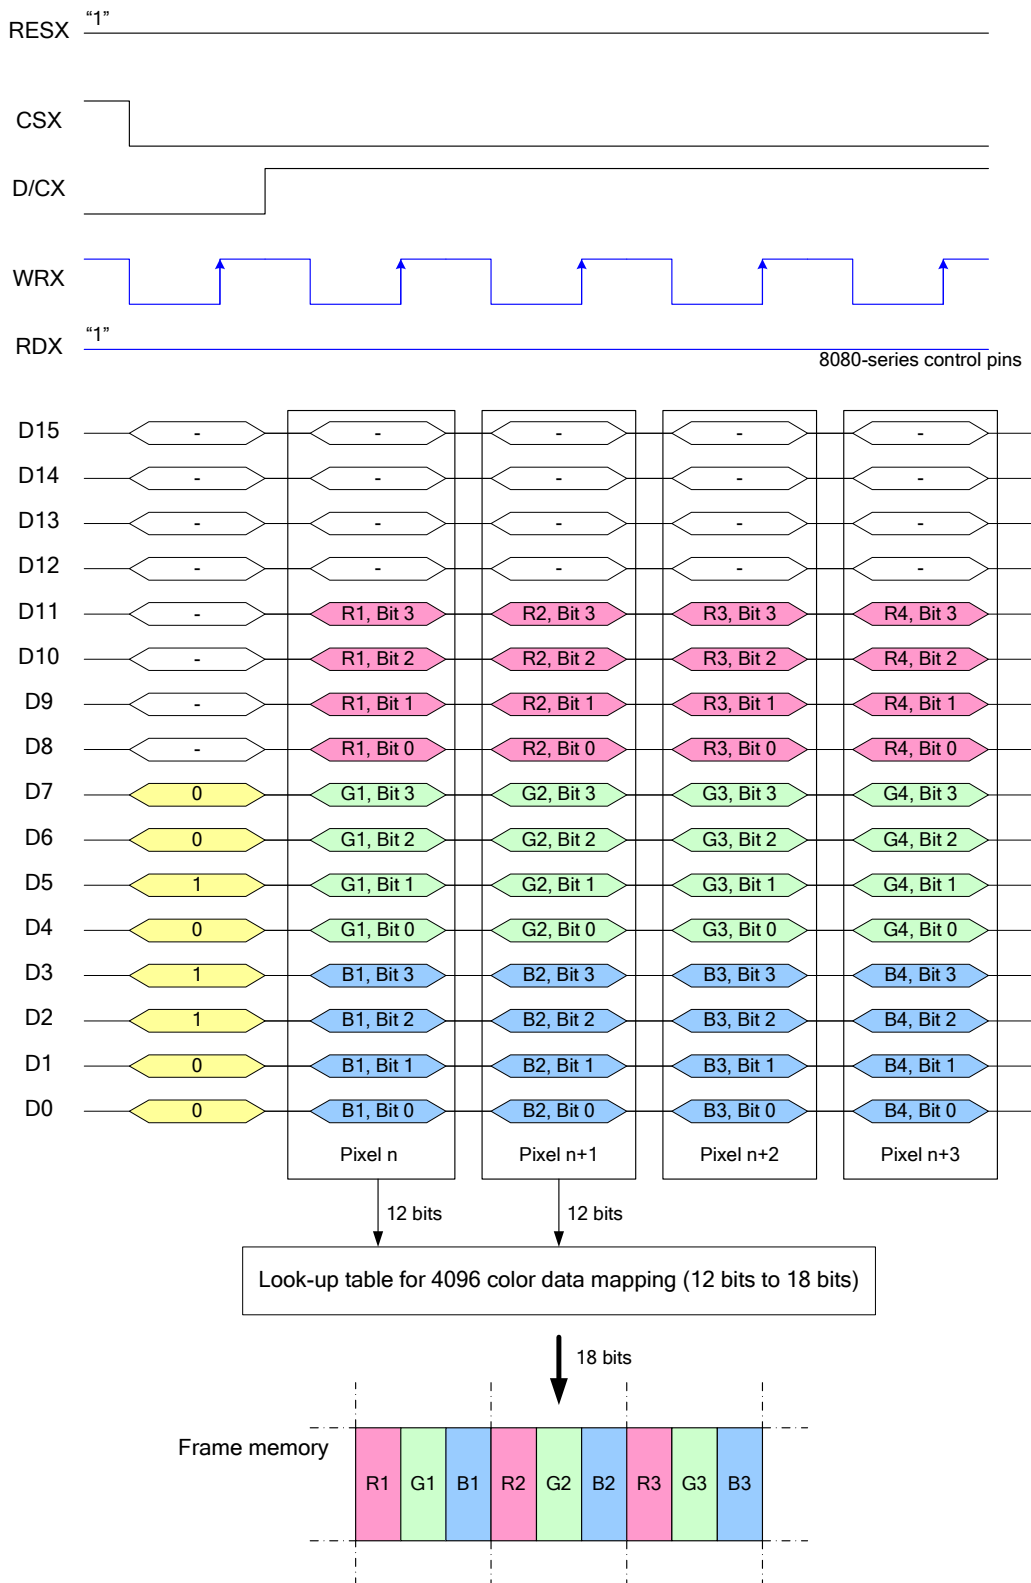 RESX "1"
CSX
D/CX
WRX
RDX "1"
8080-series control pins
D15 - - - - -
D14 - - - - -
D13 - - - - -
D12 - - - - -
D11 - R1, Bit 3 R2, Bit 3 R3, Bit 3 R4, Bit 3
D10 - R1, Bit 2 R2, Bit 2 R3, Bit 2 R4, Bit 2
D9 - R1, Bit 1 R2, Bit 1 R3, Bit 1 R4, Bit 1
D8 - R1, Bit 0 R2, Bit 0 R3, Bit 0 R4, Bit 0
D7 0 G1, Bit 3 G2, Bit 3 G3, Bit 3 G4, Bit 3
D6 0 G1, Bit 2 G2, Bit 2 G3, Bit 2 G4, Bit 2
D5 1 G1, Bit 1 G2, Bit 1 G3, Bit 1 G4, Bit 1
D4 0 G1, Bit 0 G2, Bit 0 G3, Bit 0 G4, Bit 0
D3 1 B1, Bit 3 B2, Bit 3 B3, Bit 3 B4, Bit 3
D2 1 B1, Bit 2 B2, Bit 2 B3, Bit 2 B4, Bit 2
D1 0 B1, Bit 1 B2, Bit 1 B3, Bit 1 B4, Bit 1
D0 0 B1, Bit 0 B2, Bit 0 B3, Bit 0 B4, Bit 0
Pixel n Pixel n+1 Pixel n+2 Pixel n+3
12 bits 12 bits
Look-up table for 4096 color data mapping (12 bits to 18 bits)
18 bits
Frame memory
R1 G1 B1 R2 G2 B2 R3 G3 B3